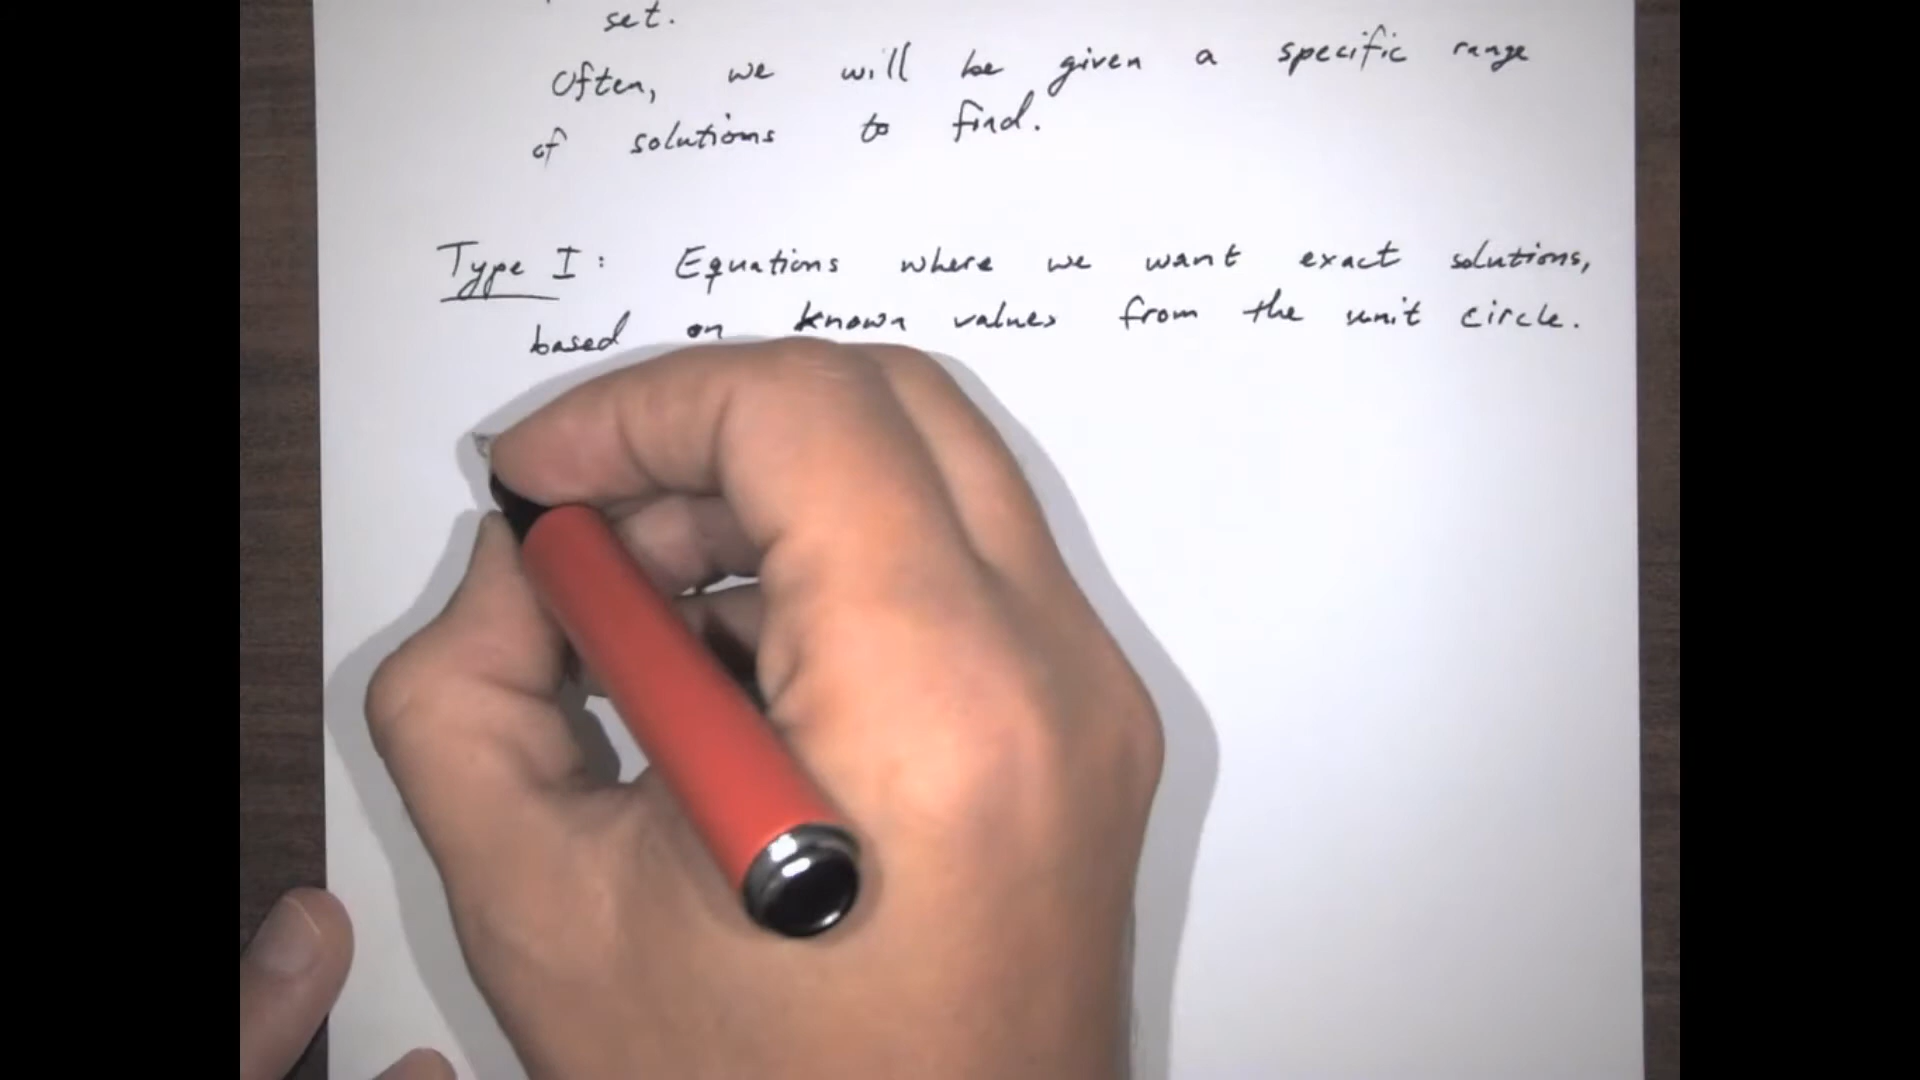 set.
Often, we will be given a specific range
of solutions to find.
Type I: Equations where we want exact solutions,
based on known values from the unit circle.